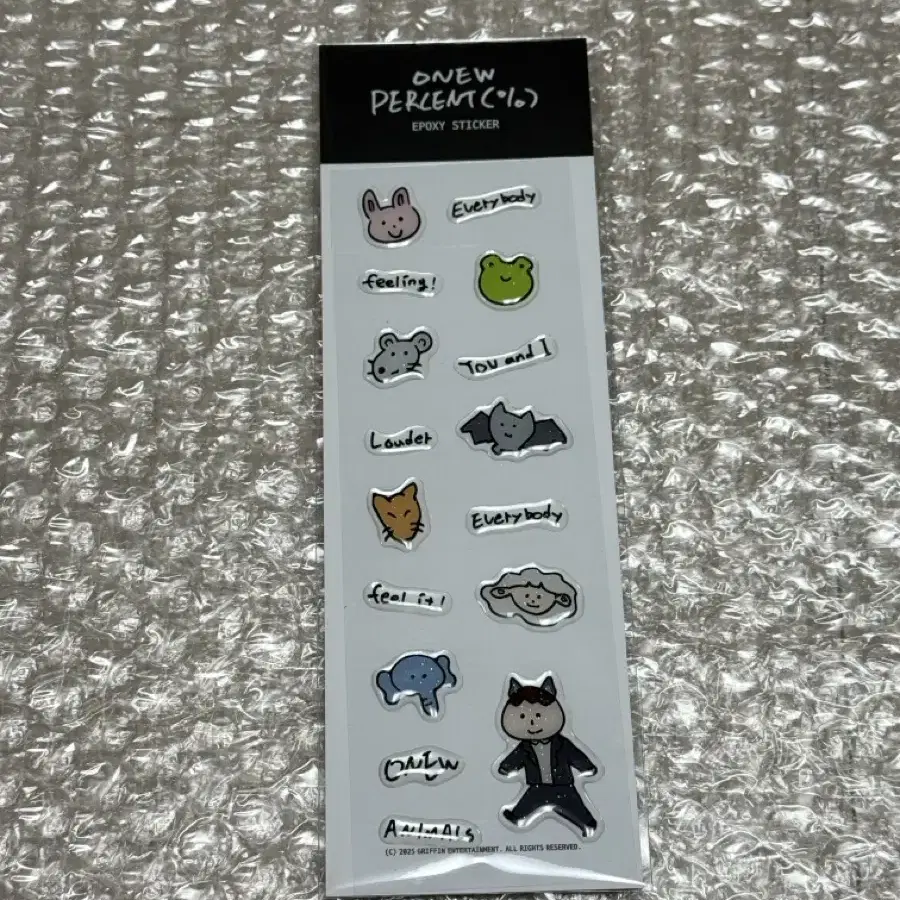 ONEW
PERCENT(%)
EPOXY STICKER
Everybody
feeling!
You and I
Louder
Everybody
feel it!
ONEW
ANIMAls
(C) 2025 GRIFFIN ENTERTAINMENT. ALL RIGHTS RESERVED.